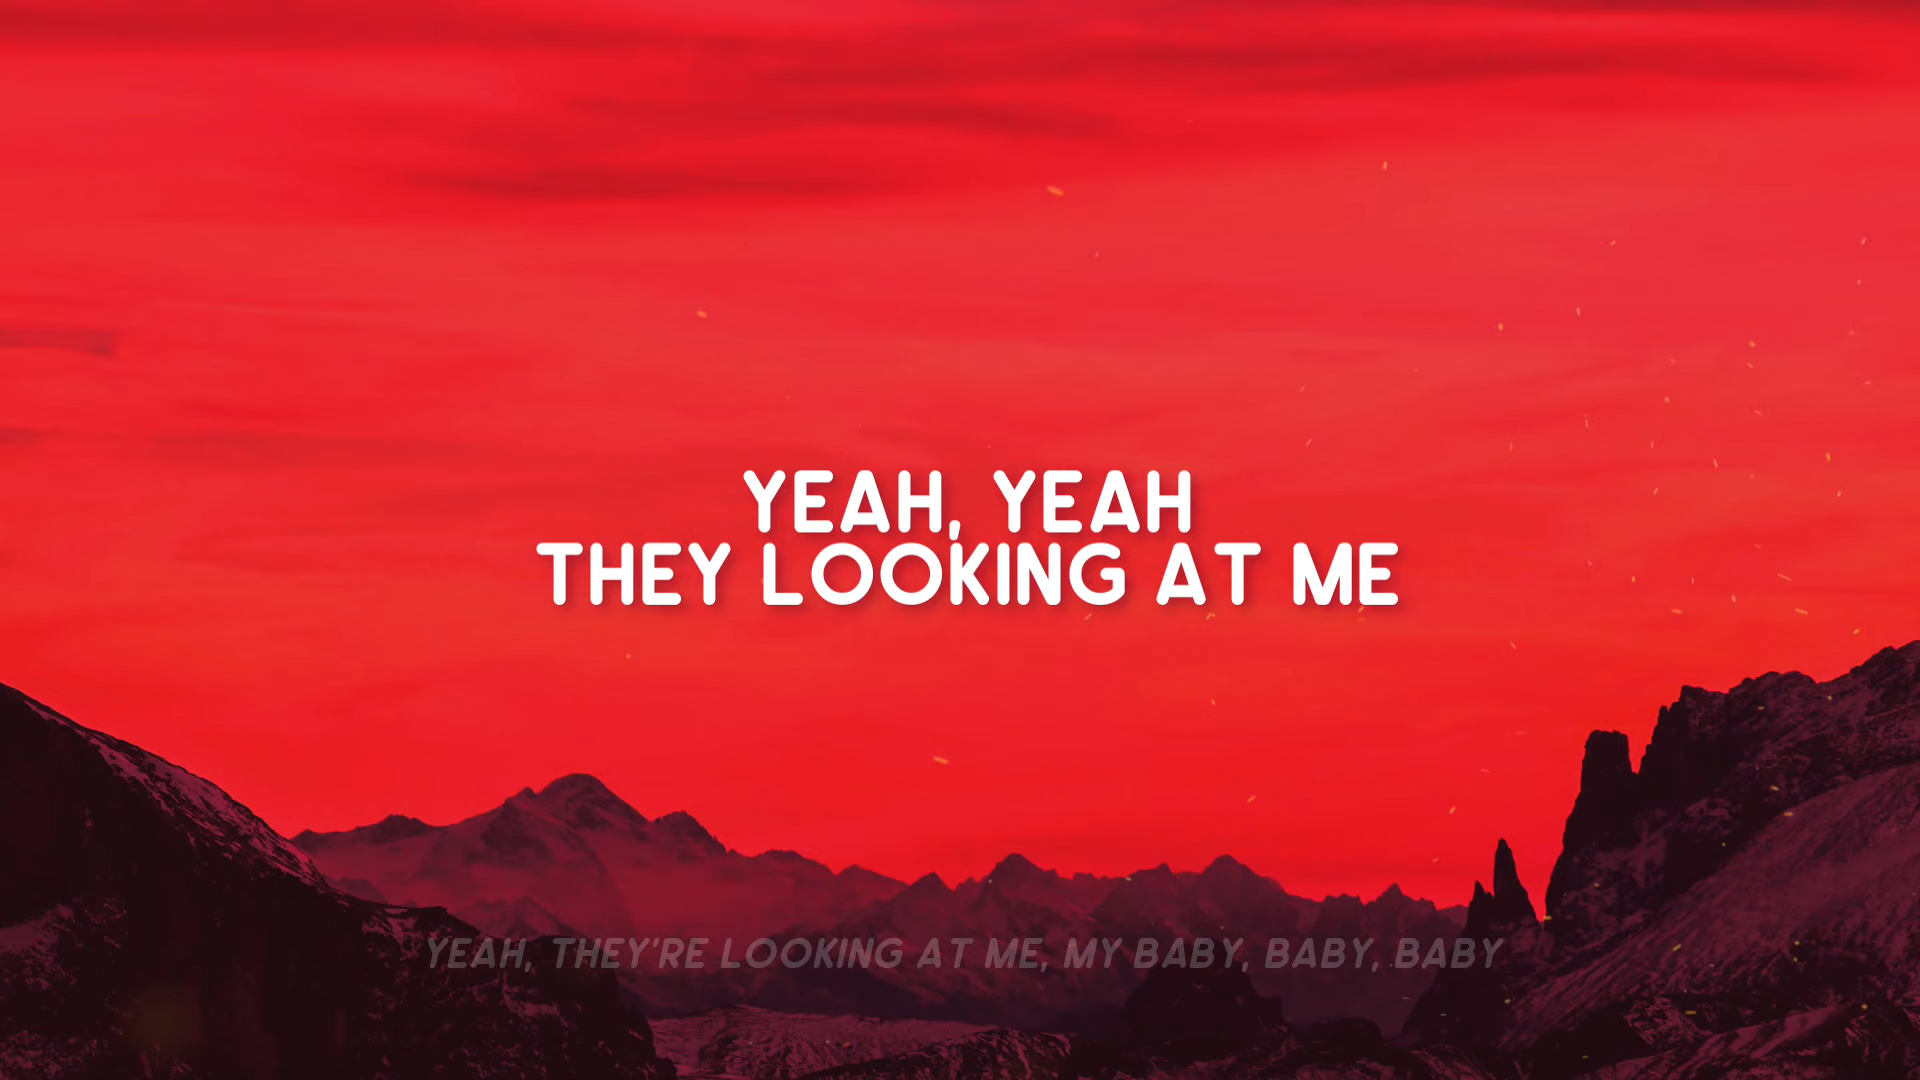 YEAH, YEAH
THEY LOOKING AT ME
YEAH, THEY'RE LOOKING AT ME, MY BABY, BABY, BABY